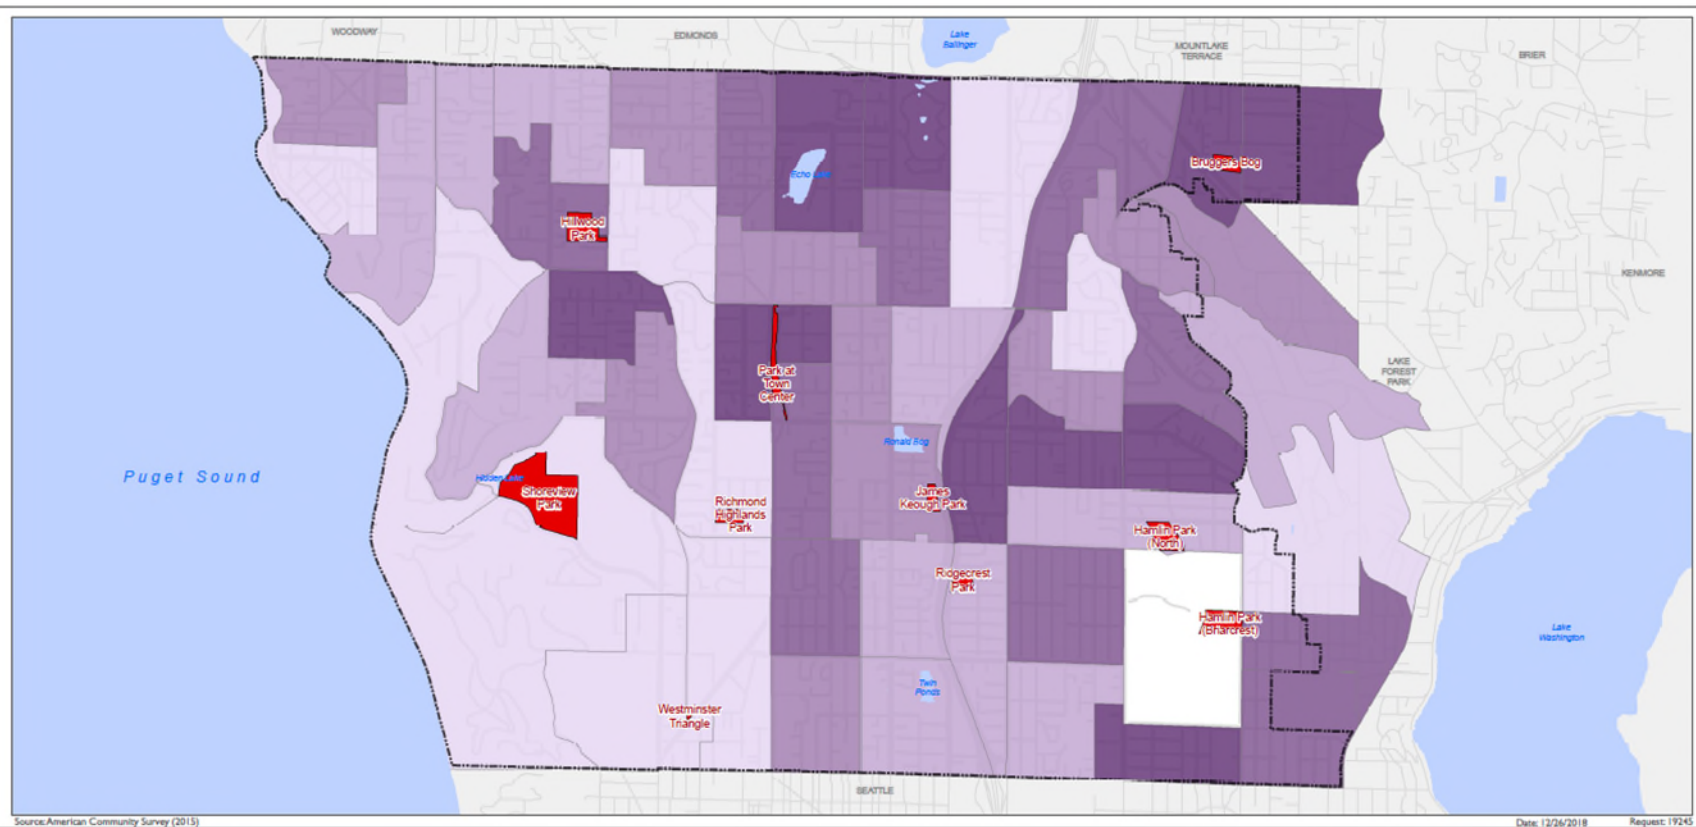 WOODWAY
EDMONDS
Lake
Ballinger
MOUNTLAKE
TERRACE
BRIER
Bruggers Bog
Echo Lake
Hillwood
Park
KENMORE
Park at
Town
Center
LAKE
FOREST
PARK
Ronald Bog
Puget Sound
Hidden Lake
Shoreview
Park
Richmond
Highlands
Park
James
Keough Park
Hamlin Park
(North)
Ridgecrest
Park
Hamlin Park
(Briarcrest)
Lake
Washington
Twin
Ponds
Westminster
Triangle
SEATTLE
Source:American Community Survey (2015)
Date: 12/26/2018
Request: 19245